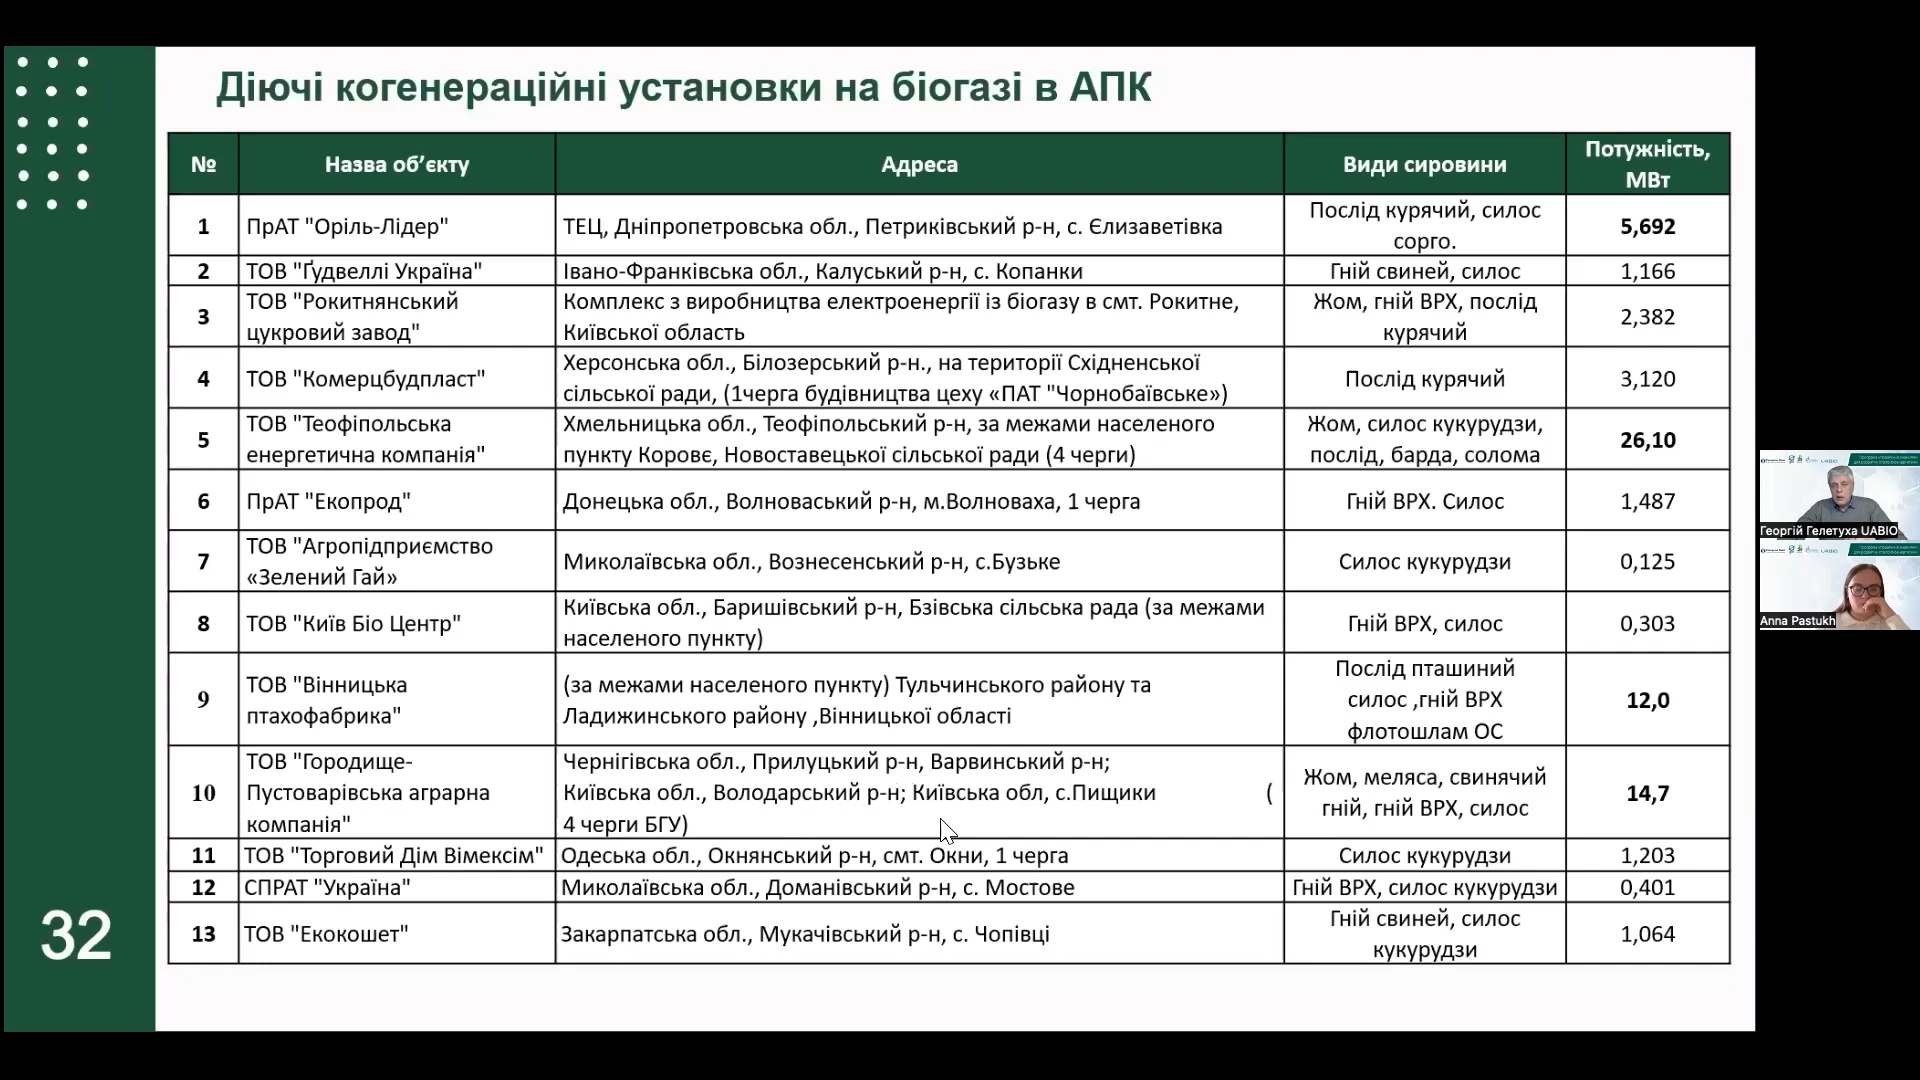 Діючі когенераційні установки на біогазі в АПК
№
Назва об’єкту
Адреса
Види сировини
Потужність,
МВт
1
ПрАТ "Оріль-Лідер"
ТЕЦ, Дніпропетровська обл., Петриківський р-н, с. Єлизаветівка
Послід курячий, силос
сорго.
5,692
2
ТОВ "Ґудвеллі Україна"
Івано-Франківська обл., Калуський р-н, с. Копанки
Гній свиней, силос
1,166
3
ТОВ "Рокитнянський
цукровий завод"
Комплекс з виробництва електроенергії із біогазу в смт. Рокитне,
Київської область
Жом, гній ВРХ, послід
курячий
2,382
4
ТОВ "Комерцбудпласт"
Херсонська обл., Білозерський р-н., на території Східненської
сільської ради, (1черга будівництва цеху «ПАТ "Чорнобаївське»)
Послід курячий
3,120
5
ТОВ "Теофіпольська
енергетична компанія"
Хмельницька обл., Теофіпольський р-н, за межами населеного
пункту Коровє, Новоставецької сільської ради (4 черги)
Жом, силос кукурудзи,
послід, барда, солома
26,10
6
ПрАТ "Екопрод"
Донецька обл., Волноваський р-н, м.Волноваха, 1 черга
Гній ВРХ. Силос
1,487
7
ТОВ "Агропідприємство
«Зелений Гай»
Миколаївська обл., Вознесенський р-н, с.Бузьке
Силос кукурудзи
0,125
8
ТОВ "Київ Біо Центр"
Київська обл., Баришівський р-н, Бзівська сільська рада (за межами
населеного пункту)
Гній ВРХ, силос
0,303
9
ТОВ "Вінницька
птахофабрика"
(за межами населеного пункту) Тульчинського району та
Ладижинського району ,Вінницької області
Послід пташиний
силос ,гній ВРХ
флотошлам ОС
12,0
10
ТОВ "Городище-
Пустоварівська аграрна
компанія"
Чернігівська обл., Прилуцький р-н, Варвинський р-н;
Київська обл., Володарський р-н; Київська обл, с.Пищики (
4 черги БГУ)
Жом, меляса, свинячий
гній, гній ВРХ, силос
14,7
11
ТОВ "Торговий Дім Вімексім"
Одеська обл., Окнянський р-н, смт. Окни, 1 черга
Силос кукурудзи
1,203
12
СПРАТ "Україна"
Миколаївська обл., Доманівський р-н, с. Мостове
Гній ВРХ, силос кукурудзи
0,401
13
ТОВ "Екокошет"
Закарпатська обл., Мукачівський р-н, с. Чопівці
Гній свиней, силос
кукурудзи
1,064
32
Георгій Гелетуха UABIO
Anna Pastukh